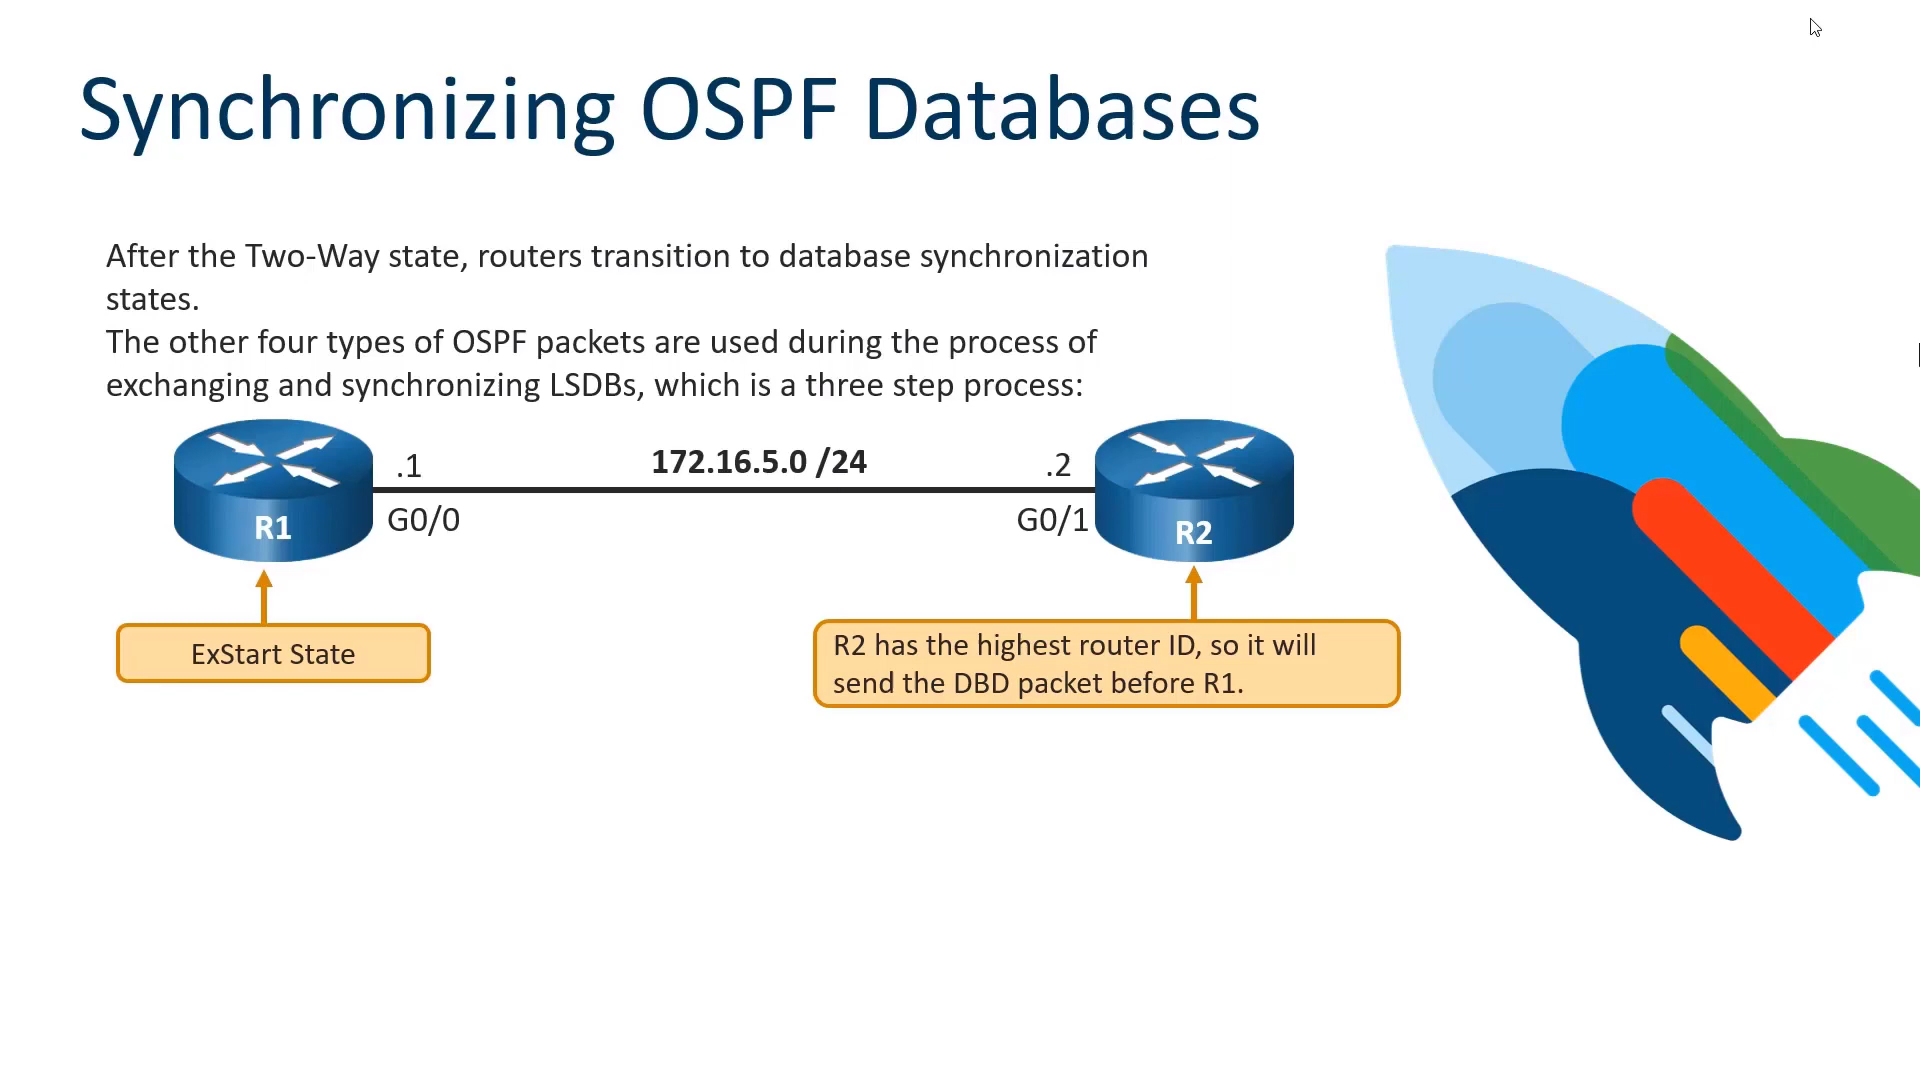 Synchronizing OSPF Databases
After the Two-Way state, routers transition to database synchronization
states.
The other four types of OSPF packets are used during the process of
exchanging and synchronizing LSDBs, which is a three step process:
.1
172.16.5.0 /24
.2
R1
G0/0
G0/1
R2
ExStart State
R2 has the highest router ID, so it will
send the DBD packet before R1.